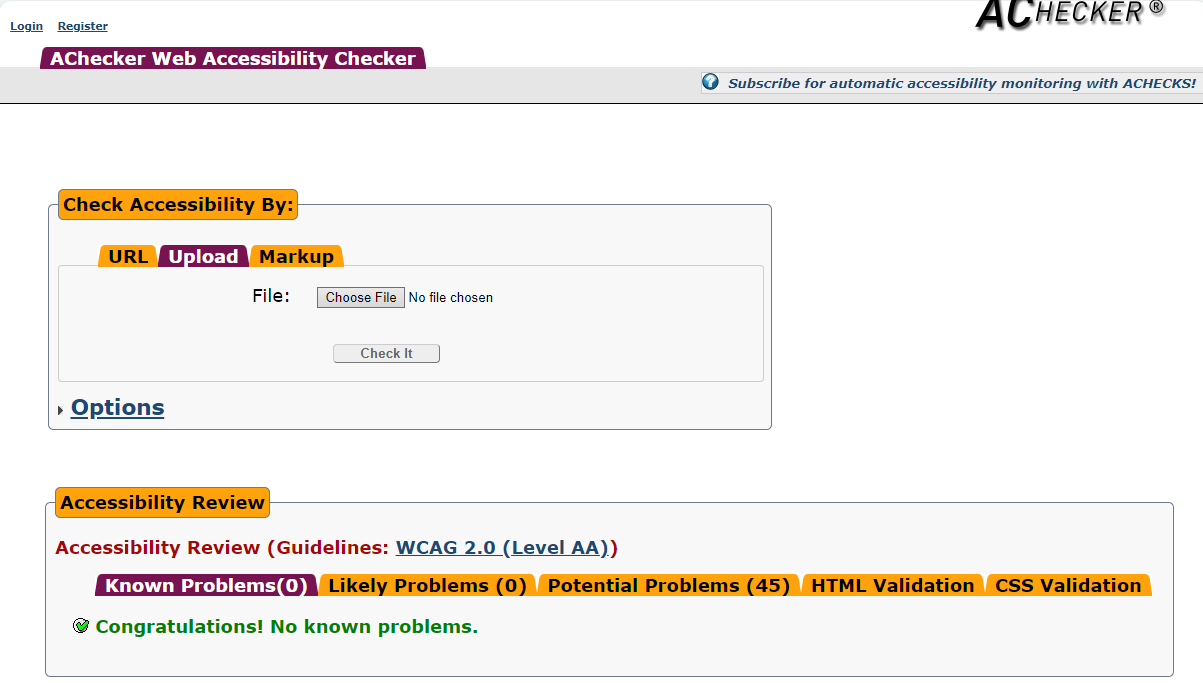 ACHECKER ®
Login Register
AChecker Web Accessibility Checker
Subscribe for automatic accessibility monitoring with ACHECKS!
Check Accessibility By:
URL Upload Markup
File: Choose File No file chosen
Check It
Options
Accessibility Review
Accessibility Review (Guidelines: WCAG 2.0 (Level AA))
Known Problems(0) Likely Problems (0) Potential Problems (45) HTML Validation CSS Validation
Congratulations! No known problems.